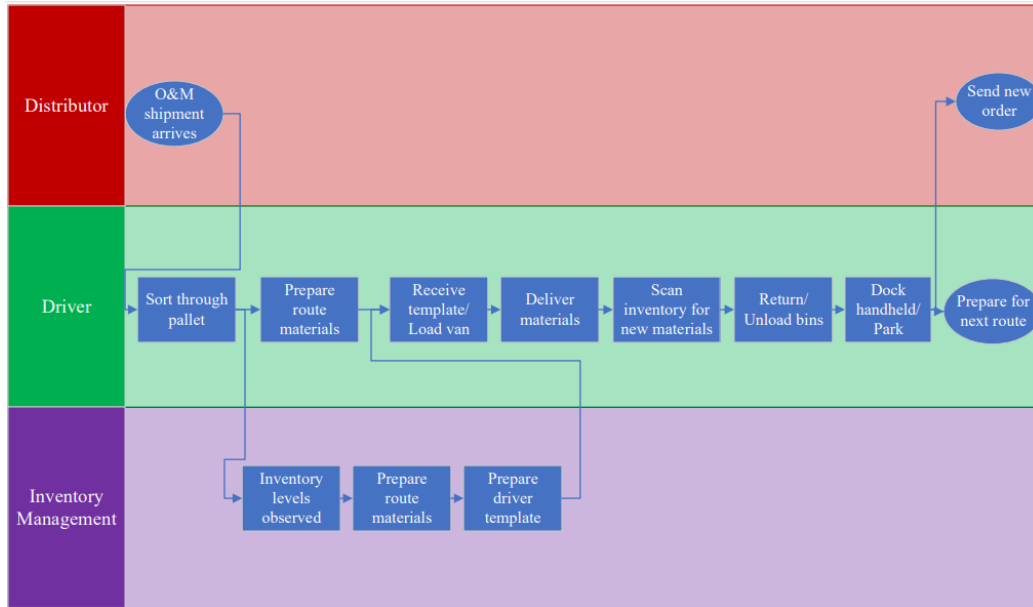 Distributor
O&M
shipment
arrives
Send new
order
Driver
Sort through
pallet
Prepare
route
materials
Receive
template/
Load van
Deliver
materials
Scan
inventory for
new materials
Return/
Unload bins
Dock
handheld/
Park
Prepare for
next route
Inventory
Management
Inventory
levels
observed
Prepare
route
materials
Prepare
driver
template